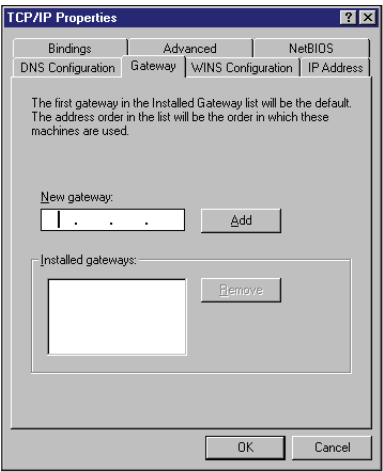 TCP/IP Properties
Bindings Advanced NetBIOS
DNS Configuration Gateway WINS Configuration IP Address
The first gateway in the Installed Gateway list will be the default.
The address order in the list will be the order in which these
machines are used.
New gateway:
. . . Add
Installed gateways:
Remove
OK Cancel